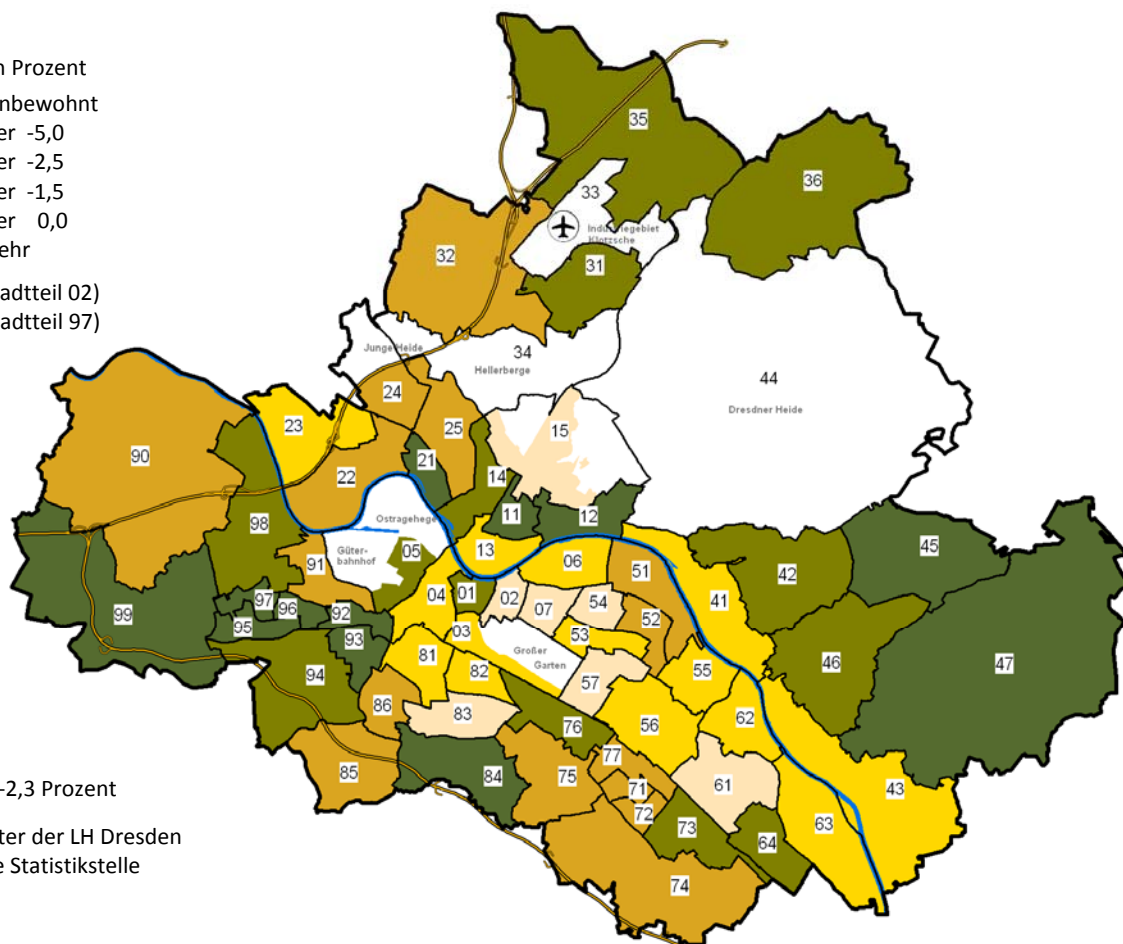 n Prozent
nbewohnt
er -5,0
er -2,5
er -1,5
er 0,0
ehr
adtteil 02)
adtteil 97)
35
36
33
Industriegebiet
Klotzsche
32
31
Junge Heide
34
Hellerberge
44
Dresdner Heide
24
23
25
15
90
21
22
14
Ostragehege
11
12
98
Güter-
bahnhof
05
13
06
45
91
51
42
04
01
02
07
54
41
99
97
96
92
52
95
93
03
53
46
47
81
82
Großer
Garten
55
94
57
86
83
76
56
62
85
84
75
77
61
43
71
72
73
64
63
74
-2,3 Prozent
ter der LH Dresden
e Statistikstelle